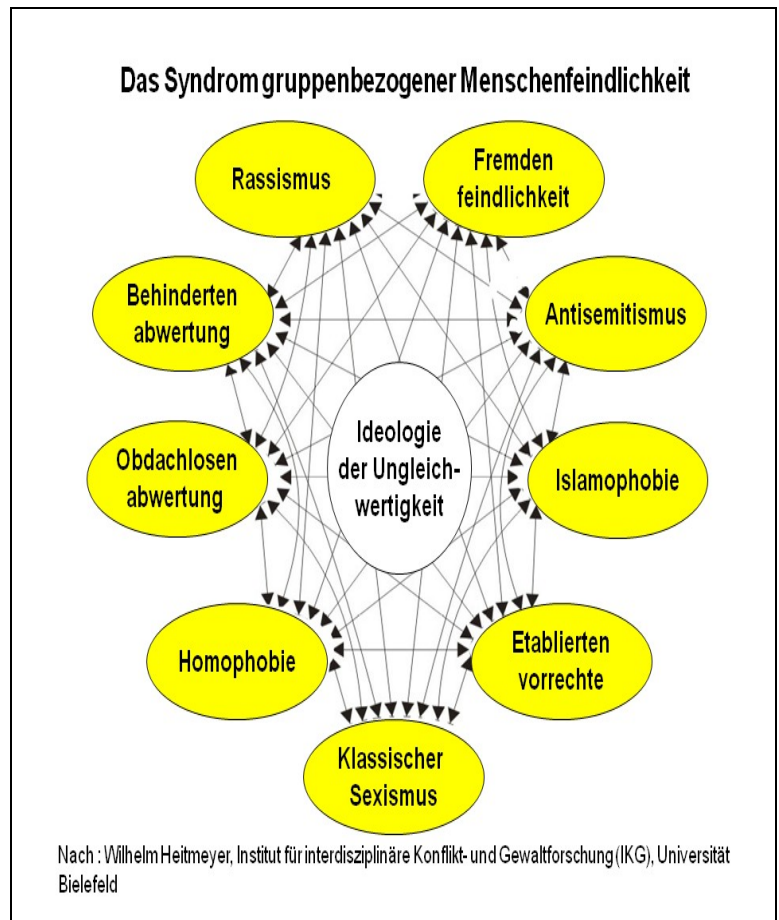 Das Syndrom gruppenbezogener Menschenfeindlichkeit
Rassismus
Fremden
feindlichkeit
Behinderten
abwertung
Antisemitismus
Ideologie
der Ungleich-
wertigkeit
Obdachlosen
abwertung
Islamophobie
Homophobie
Etablierten
vorrechte
Klassischer
Sexismus
Nach : Wilhelm Heitmeyer, Institut für interdisziplinäre Konflikt- und Gewaltforschung (IKG), Universität
Bielefeld